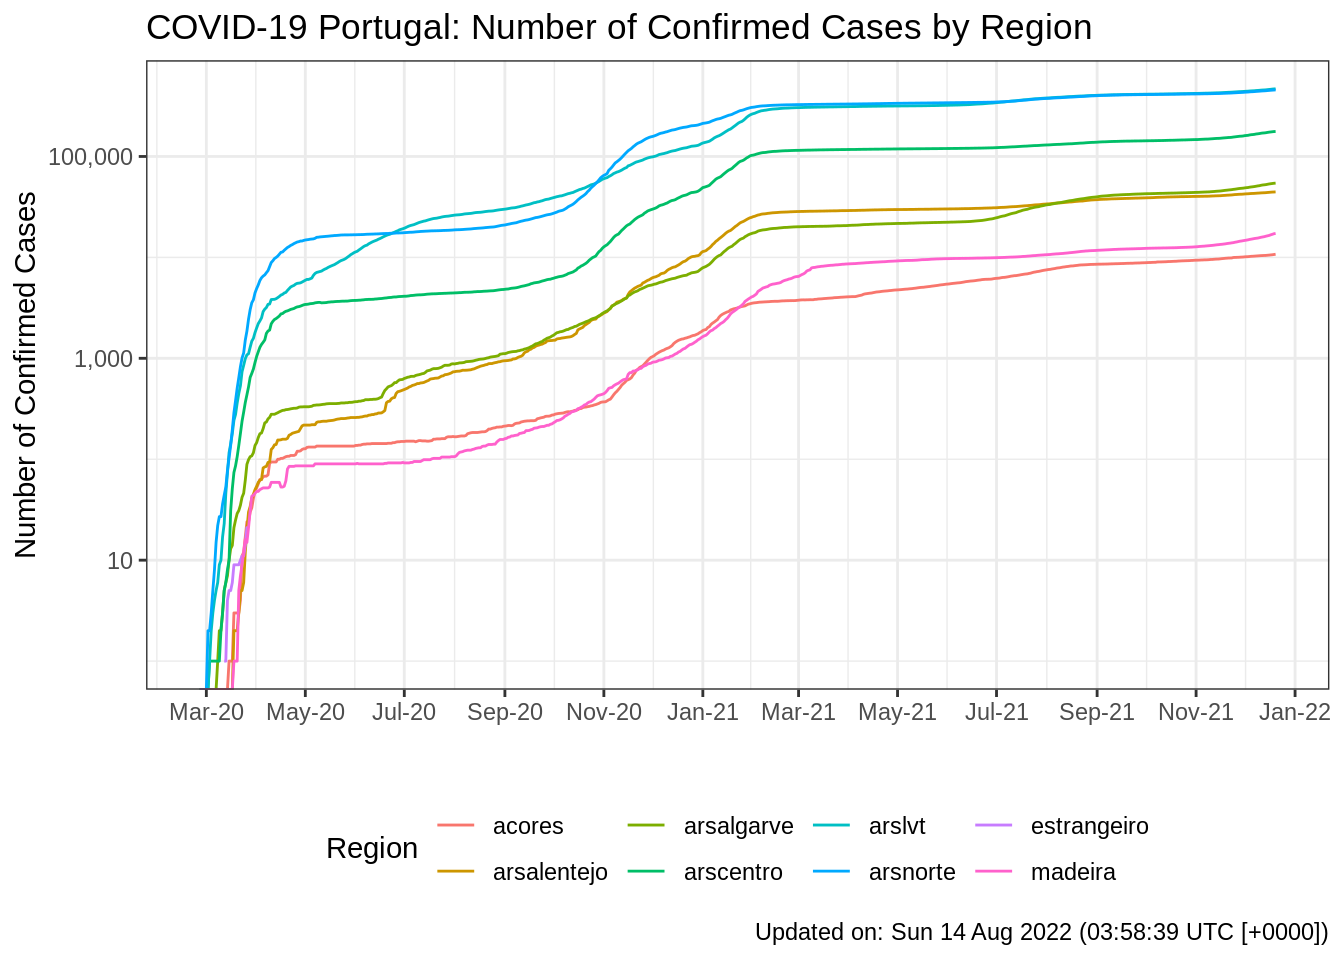 COVID-19 Portugal: Number of Confirmed Cases by Region
Number of Confirmed Cases
100,000
1,000
10
Mar-20 May-20 Jul-20 Sep-20 Nov-20 Jan-21 Mar-21 May-21 Jul-21 Sep-21 Nov-21 Jan-22
Region
acores arsalgarve arslvt estrangeiro
arsalentejo arscentro arsnorte madeira
Updated on: Sun 14 Aug 2022 (03:58:39 UTC [+0000])